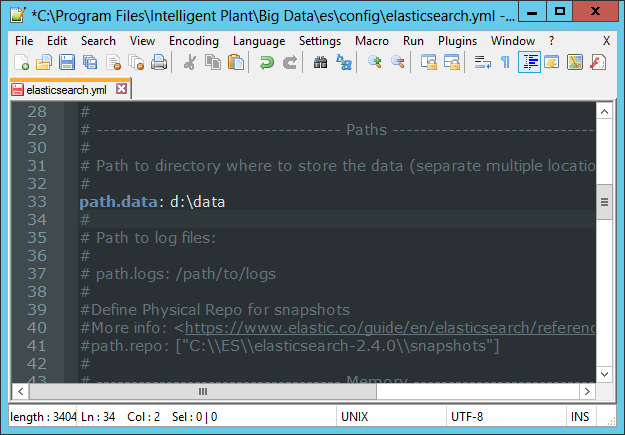 *C:\Program Files\Intelligent Plant\Big Data\es\config\elasticsearch.yml -...
File Edit Search View Encoding Language Settings Macro Run Plugins Window ? X
elasticsearch.yml
28 #
29 # ----------------------------------- Paths -----------------------------
30 #
31 # Path to directory where to store the data (separate multiple locatio
32 #
33 path.data: d:\data
34 #
35 # Path to log files:
36 #
37 # path.logs: /path/to/logs
38 #
39 #Define Physical Repo for snapshots
40 #More info: <https://www.elastic.co/guide/en/elasticsearch/referenc
41 #path.repo: ["C:\\ES\\elasticsearch-2.4.0\\snapshots"]
42 #
43 # ----------------------------------- Memory --------------------------
length : 3404 Ln : 34 Col : 2 Sel : 0 | 0 UNIX UTF-8 INS